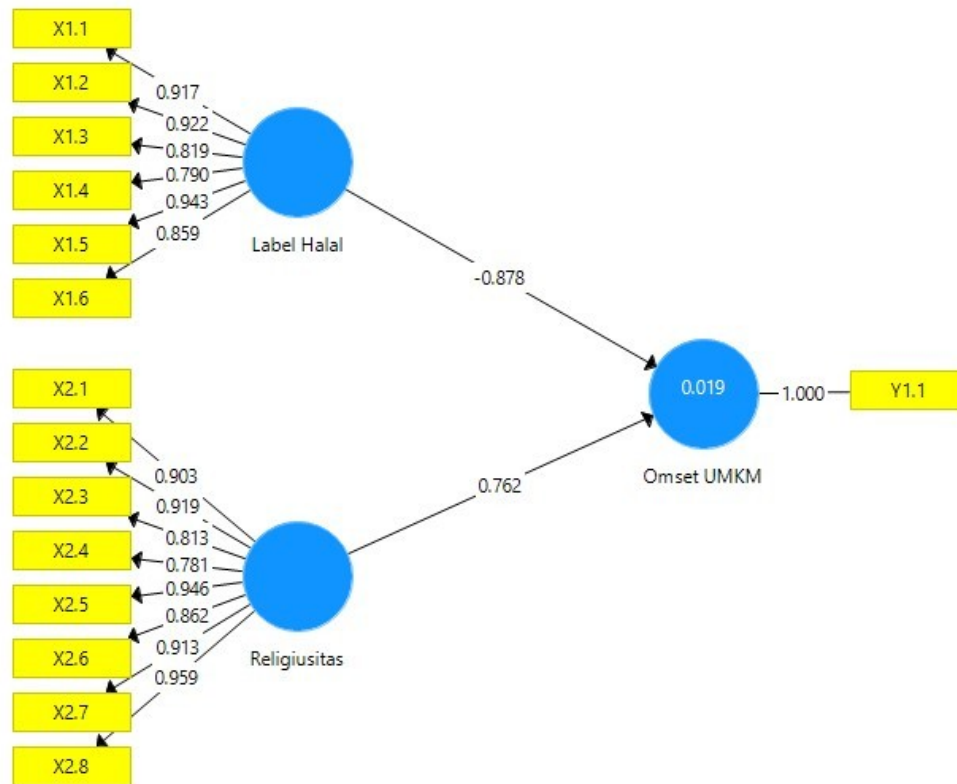 X1.1
X1.2
X1.3
X1.4
X1.5
X1.6
0.917
0.922
0.819
0.790
0.943
0.859
Label Halal
-0.878
X2.1
X2.2
X2.3
X2.4
X2.5
X2.6
X2.7
X2.8
0.903
0.919
0.813
0.781
0.946
0.862
0.913
0.959
Religiusitas
0.762
0.019
Omset UMKM
1.000
Y1.1